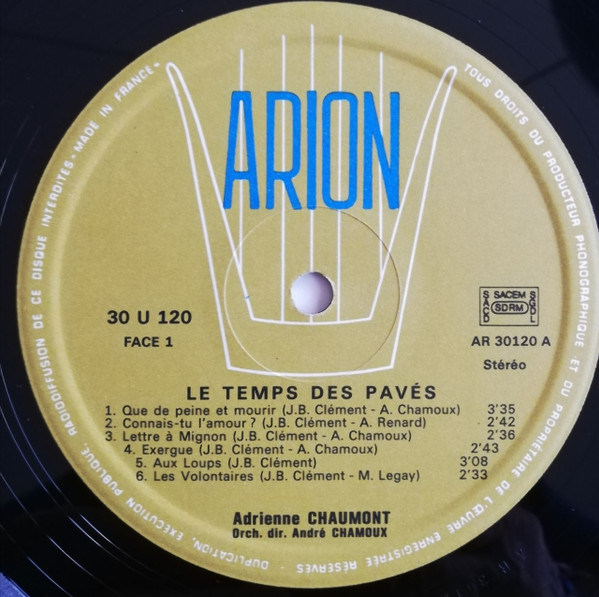 ARION
TOUS DROITS DU PRODUCTEUR PHONOGRAPHIQUE ET DU PROPRIÉTAIRE DE L'ŒUVRE ENREGISTRÉE RÉSERVÉS - DUPLICATION, EXÉCUTION PUBLIQUE, RADIODIFFUSION DE CE DISQUE INTERDITES - MADE IN FRANCE -
30 U 120
FACE 1
SACEM
SACD SDRM SGDL
AR 30120 A
Stéréo
LE TEMPS DES PAVÉS
1. Que de peine et mourir (J.B. Clément - A. Chamoux) 3'35
2. Connais-tu l'amour? (J.B. Clément - A. Renard) 2'42
3. Lettre à Mignon (J.B. Clément - A. Chamoux) 2'36
4. Exergue (J.B. Clément - A. Chamoux) 2'43
5. Aux Loups (J.B. Clément) 3'08
6. Les Volontaires (J.B. Clément - M. Legay) 2'33
Adrienne CHAUMONT
Orch. dir. André CHAMOUX